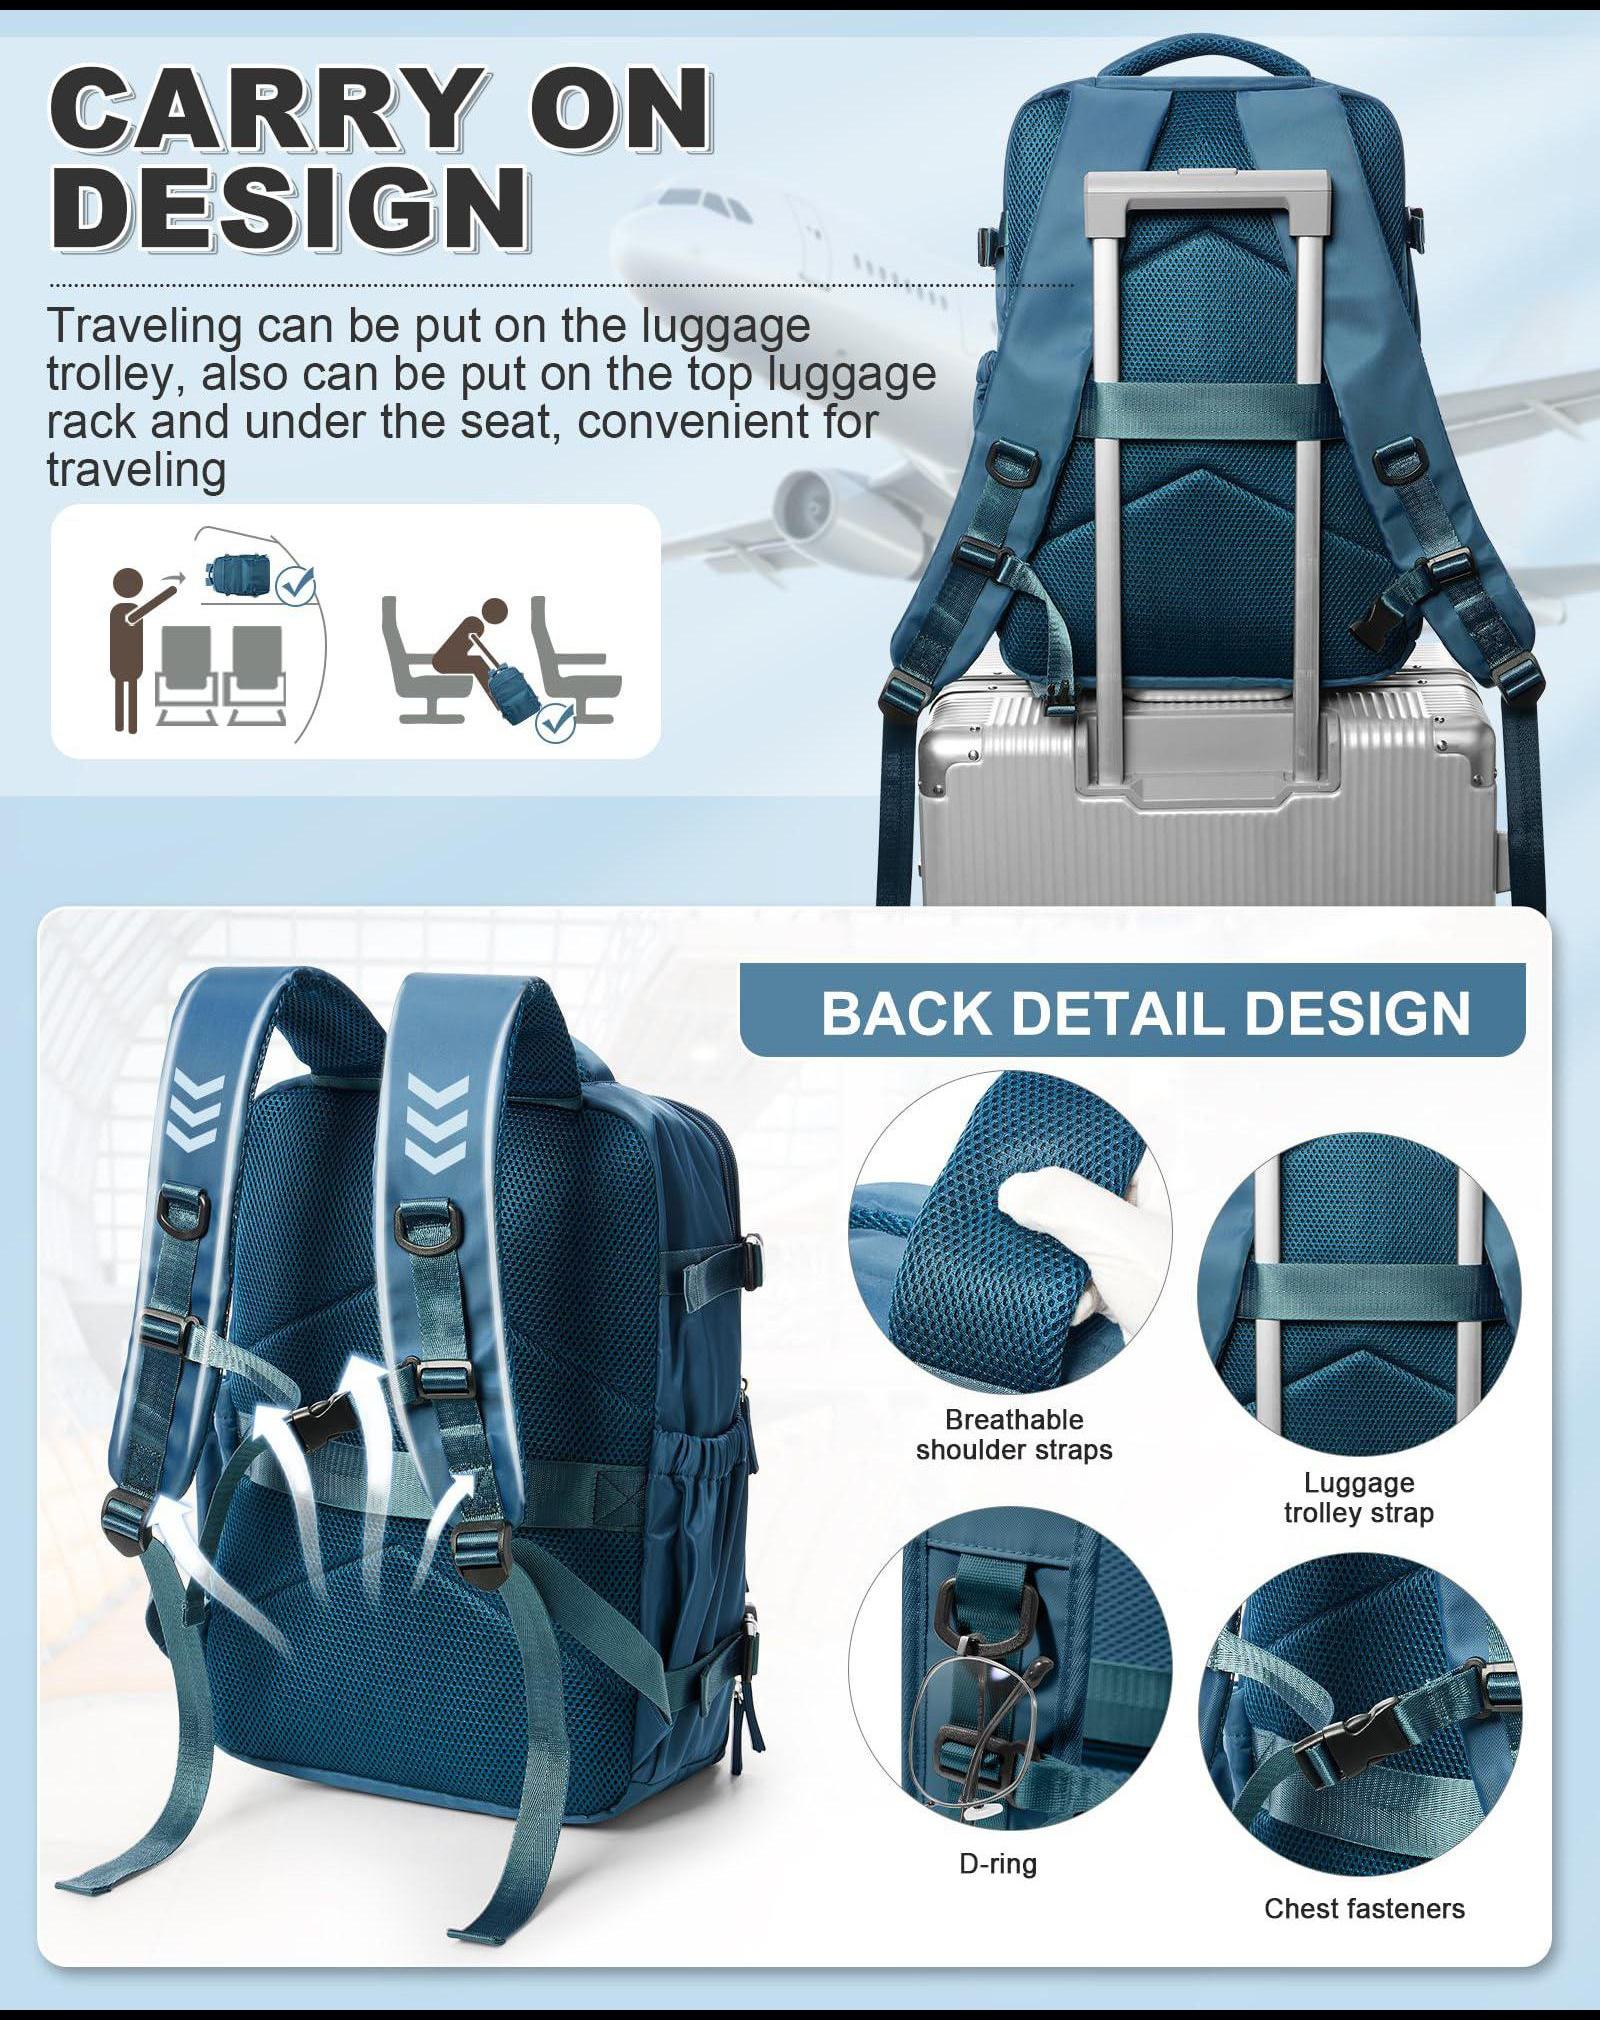 CARRY ON
DESIGN
Traveling can be put on the luggage
trolley, also can be put on the top luggage
rack and under the seat, convenient for
traveling
BACK DETAIL DESIGN
Breathable
shoulder straps
Luggage
trolley strap
D-ring
Chest fasteners